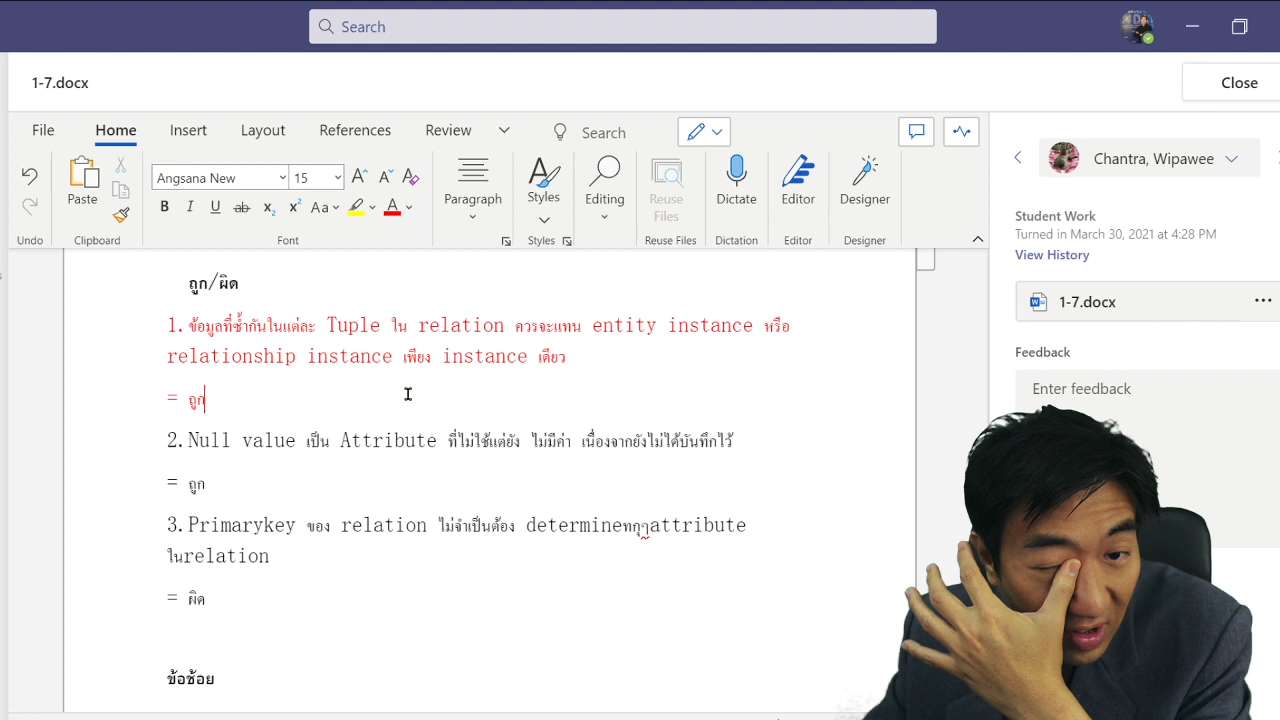 Search
1-7.docx
Close
File Home Insert Layout References Review Search
Chantra, Wipawee
Angsana New 15
Paste
Paragraph
Styles
Editing
Reuse Files
Dictate
Editor
Designer
B I U ab x₂ x² Aa A
Undo Clipboard Font Styles Reuse Files Dictation Editor Designer
Student Work
Turned in March 30, 2021 at 4:28 PM
View History
1-7.docx
Feedback
Enter feedback
ถูก/ผิด
1.ข้อมูลที่ซ้ำกันในแต่ละ Tuple ใน relation ควรจะแทน entity instance หรือ
relationship instance เพียง instance เดียว
= ถูก
2.Null value เป็น Attribute ที่ไม่ใช้แต่ยัง ไม่มีค่า เนื่องจากยังไม่ได้บันทึกไว้
= ถูก
3.Primarykey ของ relation ไม่จำเป็นต้อง determineทกุๆattribute
ในrelation
= ผิด
ข้อช้อย